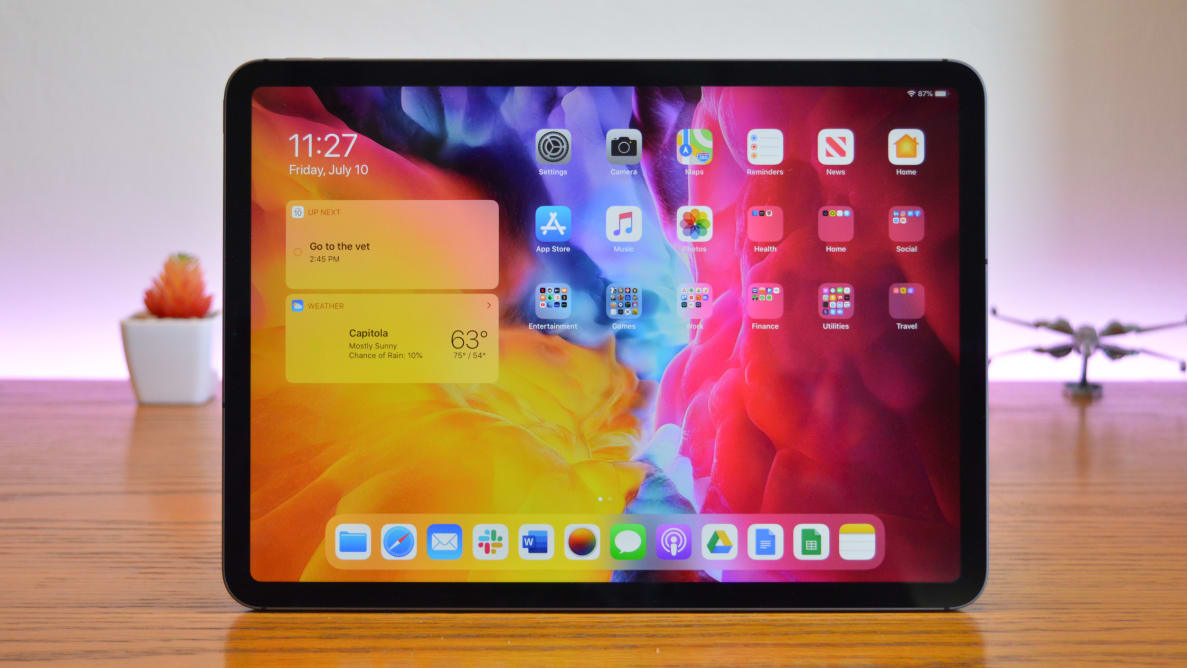 87%
11:27
Friday, July 10
10 UP NEXT
Go to the vet
2:45 PM
WEATHER
Capitola
Mostly Sunny
Chance of Rain: 10%
63°
75° / 54°
Settings Camera Maps Reminders News Home
App Store Music Photos Health Home Social
Entertainment Games Work Finance Utilities Travel
W